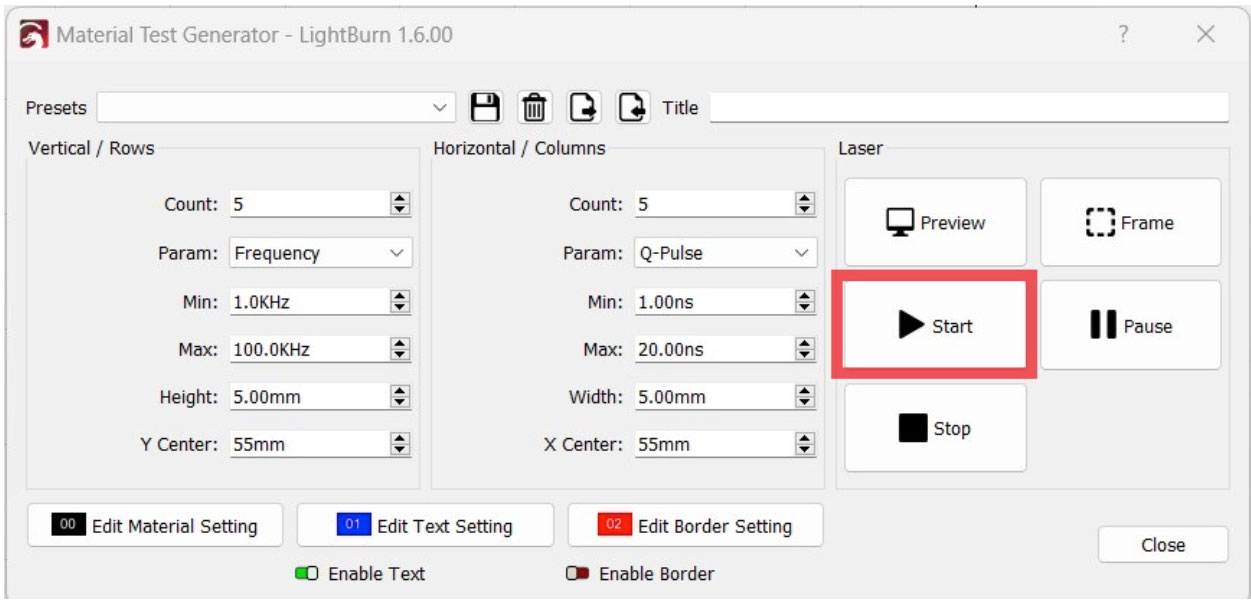 Material Test Generator - LightBurn 1.6.00
?
Presets
Title
Vertical / Rows
Count: 5
Param: Frequency
Min: 1.0KHz
Max: 100.0KHz
Height: 5.00mm
Y Center: 55mm
Horizontal / Columns
Count: 5
Param: Q-Pulse
Min: 1.00ns
Max: 20.00ns
Width: 5.00mm
X Center: 55mm
Laser
Preview
Frame
Start
Pause
Stop
00 Edit Material Setting
01 Edit Text Setting
02 Edit Border Setting
Enable Text
Enable Border
Close